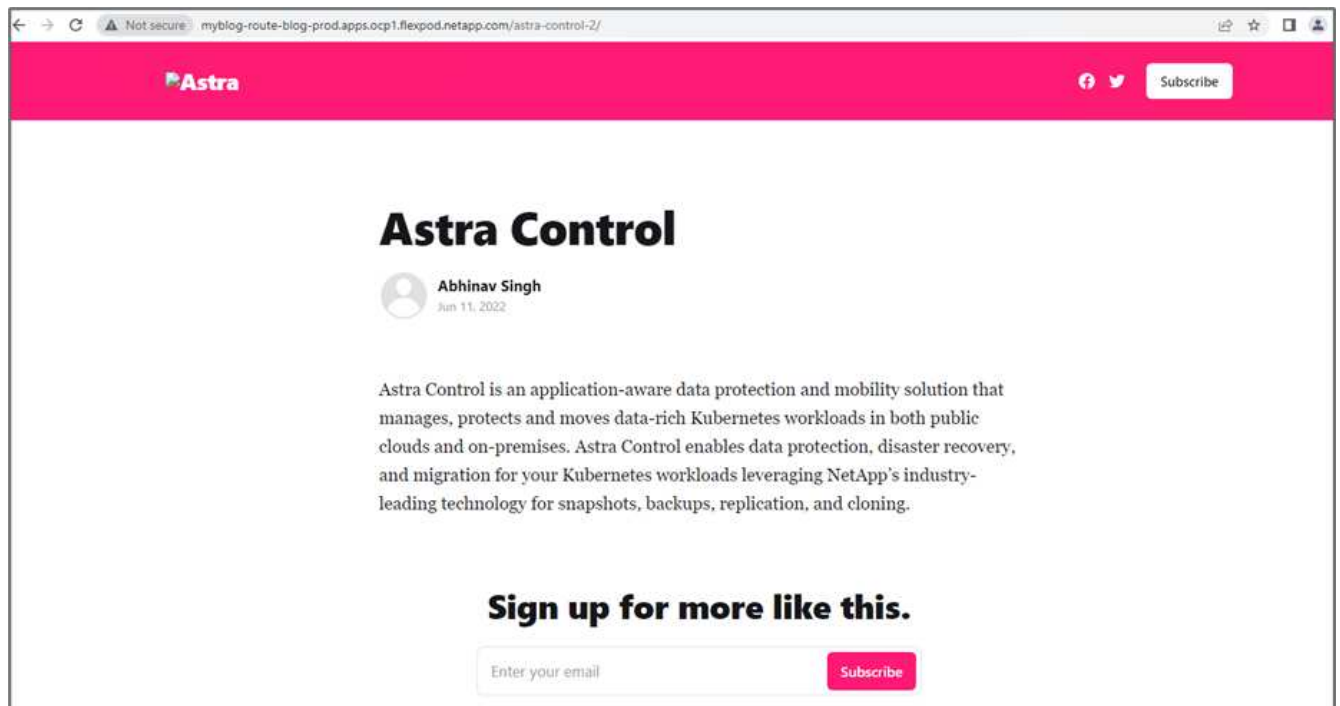 Not secure myblog-route-blog-prod.apps.ocp1.flexpod.netapp.com/astra-control-2/
Astra
Subscribe
Astra Control
Abhinav Singh
Jun 11, 2022
Astra Control is an application-aware data protection and mobility solution that
manages, protects and moves data-rich Kubernetes workloads in both public
clouds and on-premises. Astra Control enables data protection, disaster recovery,
and migration for your Kubernetes workloads leveraging NetApp’s industry-
leading technology for snapshots, backups, replication, and cloning.
Sign up for more like this.
Enter your email
Subscribe